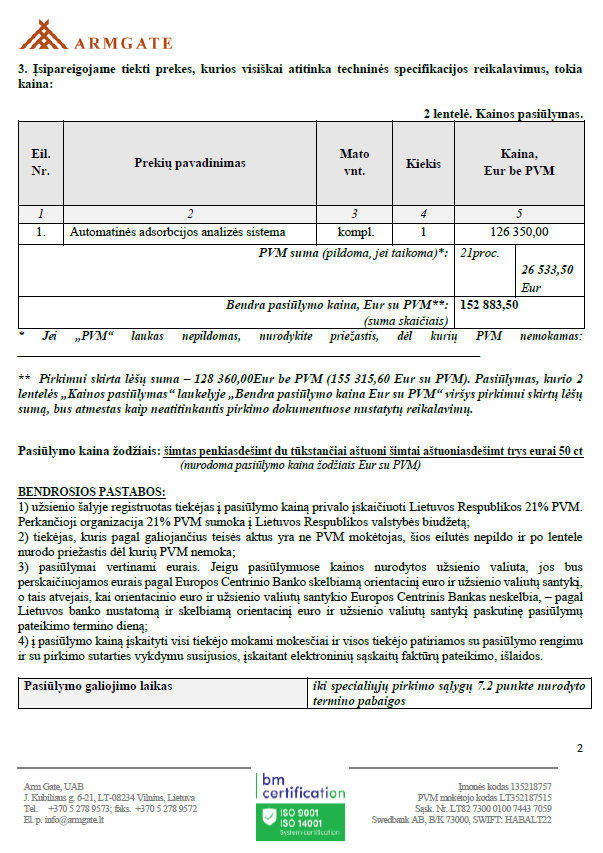 ARMGATE
3. Įsipareigojame tiekti prekes, kurios visiškai atitinka techninės specifikacijos reikalavimus, tokia
kaina:
2 lentelė. Kainos pasiūlymas.
Eil. Nr.
Prekių pavadinimas
Mato vnt.
Kiekis
Kaina, Eur be PVM
1 2 3 4 5
1. Automatinės adsorbcijos analizės sistema kompl. 1 126 350,00
PVM suma (pildoma, jei taikoma)*: 21proc.
26 533,50
Eur
Bendra pasiūlymo kaina, Eur su PVM**: 152 883,50
(suma skaičiais)
* Jei „PVM“ laukas nepildomas, nurodykite priežastis, dėl kurių PVM nemokamas:
** Pirkimui skirta lėšų suma – 128 360,00Eur be PVM (155 315,60 Eur su PVM). Pasiūlymas, kurio 2
lentelės „Kainos pasiūlymas“ laukelyje „Bendra pasiūlymo kaina Eur su PVM“ viršys pirkimui skirtų lėšų
sumą, bus atmestas kaip neatitinkantis pirkimo dokumentuose nustatytų reikalavimų.
Pasiūlymo kaina žodžiais: šimtas penkiasdešimt du tūkstančiai aštuoni šimtai aštuoniasdešimt trys eurai 50 ct
(nurodoma pasiūlymo kaina žodžiais Eur su PVM)
BENDROSIOS PASTABOS:
1) užsienio šalyje registruotas tiekėjas į pasiūlymo kainą privalo įskaičiuoti Lietuvos Respublikos 21% PVM.
Perkančioji organizacija 21% PVM sumoka į Lietuvos Respublikos valstybės biudžetą;
2) tiekėjas, kuris pagal galiojančius teisės aktus yra ne PVM mokėtojas, šios eilutės nepildo ir po lentele
nurodo priežastis dėl kurių PVM nemoka;
3) pasiūlymai vertinami eurais. Jeigu pasiūlymuose kainos nurodytos užsienio valiuta, jos bus
perskaičiuojamos eurais pagal Europos Centrinio Banko skelbiamą orientacinį euro ir užsienio valiutų santykį,
o tais atvejais, kai orientacinio euro ir užsienio valiutų santykio Europos Centrinis Bankas neskelbia, – pagal
Lietuvos banko nustatomą ir skelbiamą orientacinį euro ir užsienio valiutų santykį paskutinę pasiūlymų
pateikimo termino dieną;
4) į pasiūlymo kainą įskaityti visi tiekėjo mokami mokesčiai ir visos tiekėjo patiriamos su pasiūlymo rengimu
ir su pirkimo sutarties vykdymu susijusios, įskaitant elektroninių sąskaitų faktūrų pateikimo, išlaidos.
Pasiūlymo galiojimo laikas
iki specialiųjų pirkimo sąlygų 7.2 punkte nurodyto
termino pabaigos
2
Arm Gate, UAB
J. Kubiliaus g. 6-21, LT-08234 Vilnius, Lietuva
Tel. +370 5 278 9573; faks. +370 5 278 9572
El. p. info@armgate.lt
bm
certification
ISO 9001
ISO 14001
System certification
Įmonės kodas 135218757
PVM mokėtojo kodas LT352187515
Sąsk. Nr. LT82 7300 0100 7443 7059
Swedbank AB, B/K 73000, SWIFT: HABALT22